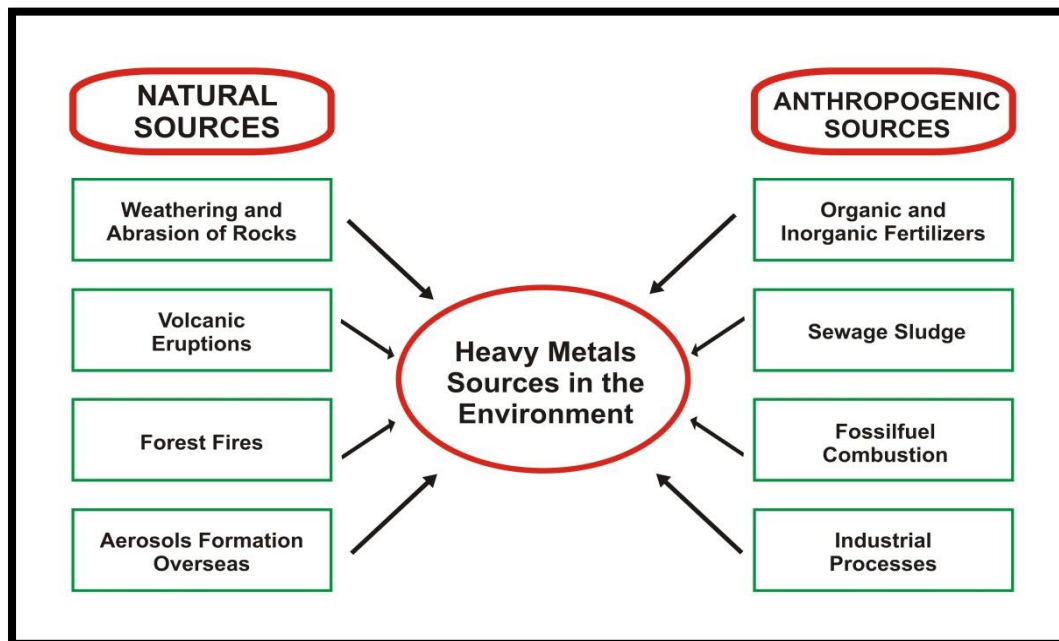 NATURAL
SOURCES
Weathering and
Abrasion of Rocks
Volcanic
Eruptions
Forest Fires
Aerosols Formation
Overseas
Heavy Metals
Sources in the
Environment
ANTHROPOGENIC
SOURCES
Organic and
Inorganic Fertilizers
Sewage Sludge
Fossilfuel
Combustion
Industrial
Processes